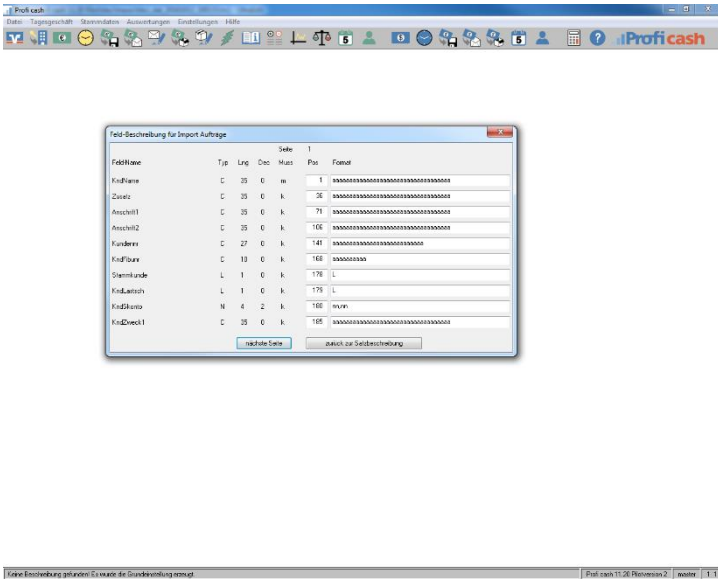 Profi cash
Datei Tagesgeschäft Stammdaten Auswertungen Einstellungen Hilfe
Profi cash
Feld-Beschreibung für Import Aufträge
Seite 1
FeldName Typ Lng Dec Muss Pos Format
KndName C 35 0 m 1 aaaaaaaaaaaaaaaaaaaaaaaaaaaaaaaaaaa
Zusatz C 35 0 k 36 aaaaaaaaaaaaaaaaaaaaaaaaaaaaaaaaaaa
Anschrift1 C 35 0 k 71 aaaaaaaaaaaaaaaaaaaaaaaaaaaaaaaaaaa
Anschrift2 C 35 0 k 106 aaaaaaaaaaaaaaaaaaaaaaaaaaaaaaaaaaa
Kundennr C 27 0 k 141 aaaaaaaaaaaaaaaaaaaaaaaaaaa
KndFibunr C 10 0 k 168 aaaaaaaaaa
Stammkunde L 1 0 k 178 L
KndLastsch L 1 0 k 179 L
KndSkonto N 4 2 k 180 nn,nn
KndZweck1 C 35 0 k 185 aaaaaaaaaaaaaaaaaaaaaaaaaaaaaaaaaaa
nächste Seite zurück zur Satzbeschreibung
Keine Beschreibung gefunden! Es wurde die Grundeinstellung erzeugt. Profi cash 11.20 Pilotversion 2 master 1 1